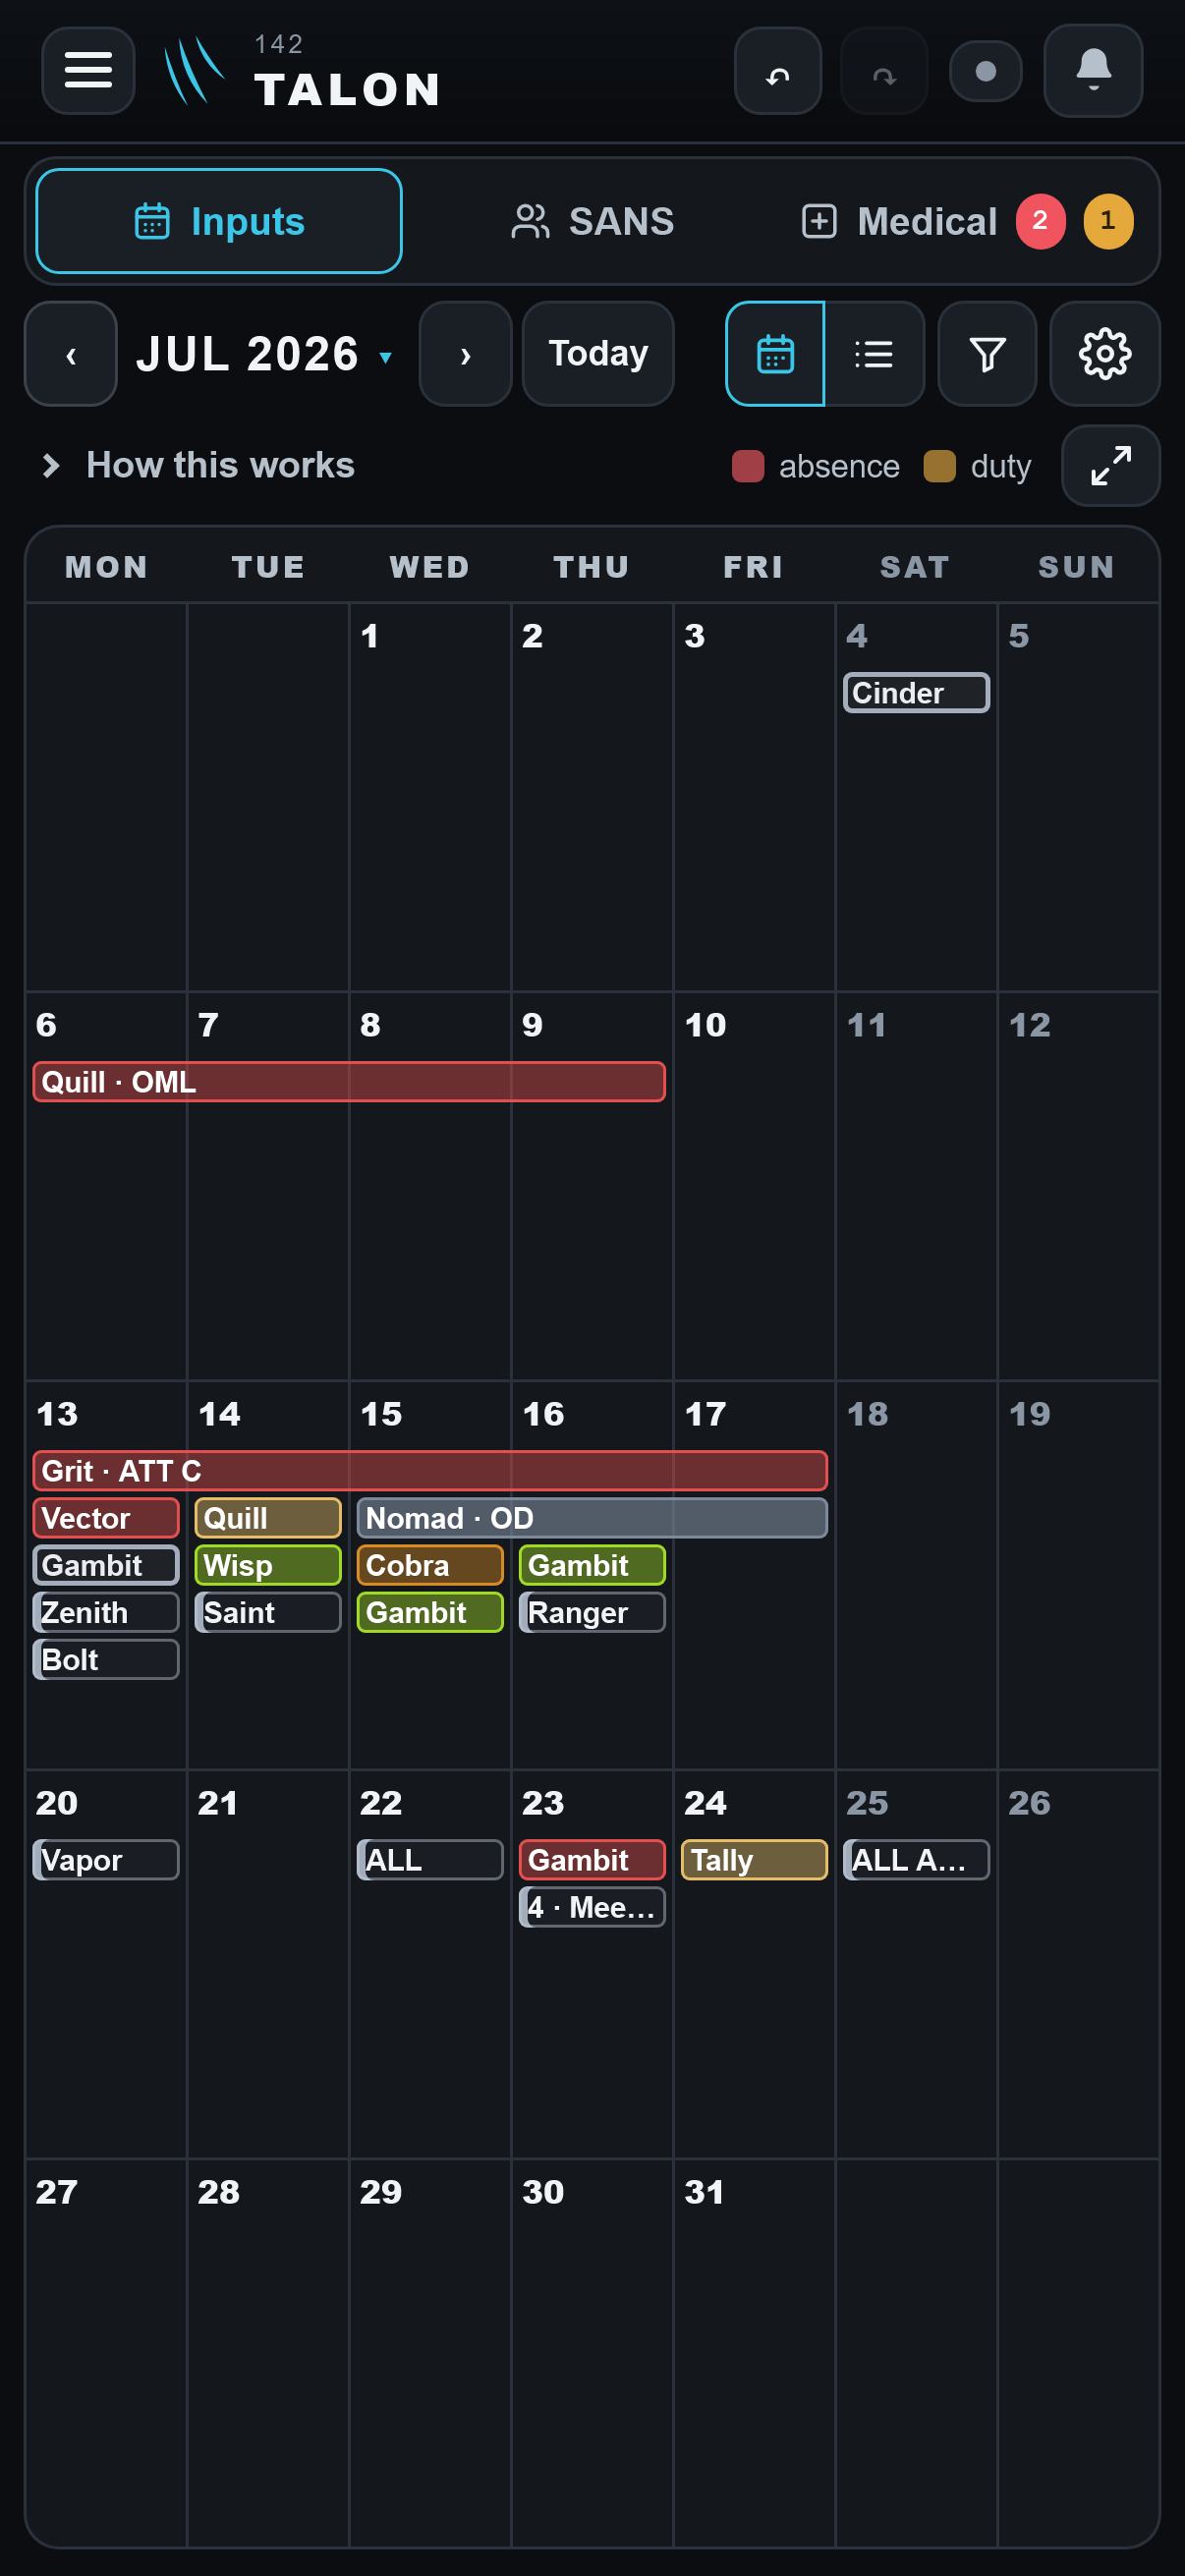 142
TALON
Inputs SANS Medical 2 1
‹ JUL 2026 › Today
How this works absence duty
MON TUE WED THU FRI SAT SUN
1 2 3 4 5
Cinder
6 7 8 9 10 11 12
Quill · OML
13 14 15 16 17 18 19
Grit · ATT C
Vector Quill Nomad · OD
Gambit Wisp Cobra Gambit
Zenith Saint Gambit Ranger
Bolt
20 21 22 23 24 25 26
Vapor ALL Gambit Tally ALL A...
4 · Mee...
27 28 29 30 31